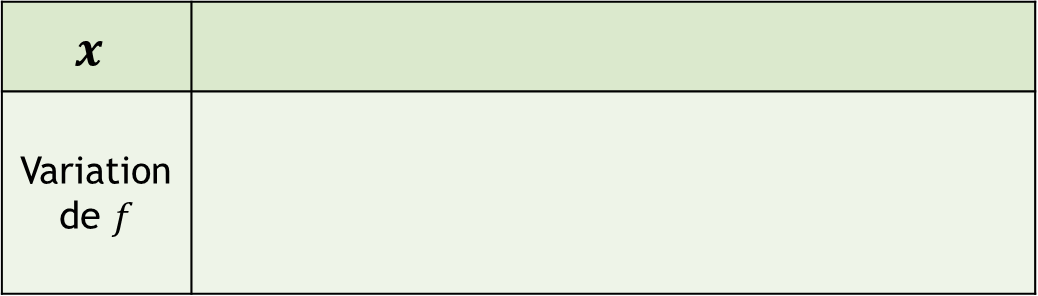 x
Variation
de f